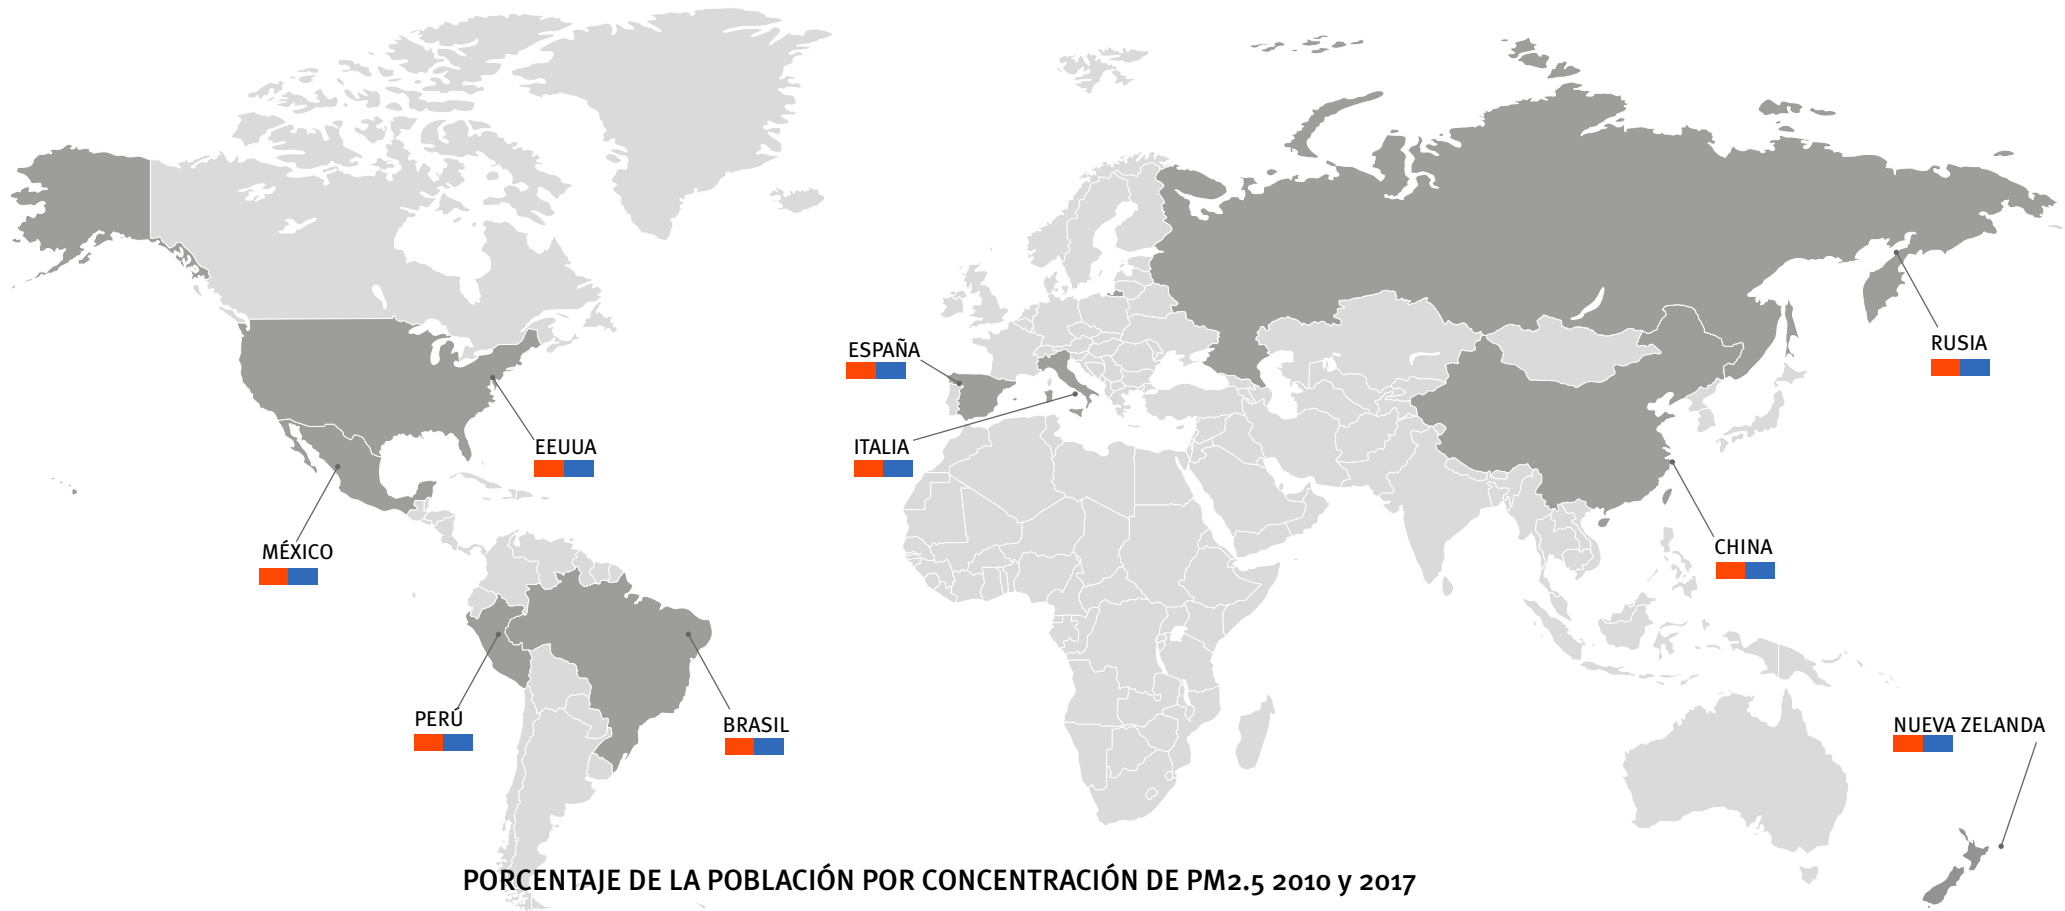 RUSIA
ESPAÑA
EEUUA
ITALIA
MÉXICO
CHINA
PERÚ
BRASIL
NUEVA ZELANDA
PORCENTAJE DE LA POBLACIÓN POR CONCENTRACIÓN DE PM2.5 2010 y 2017